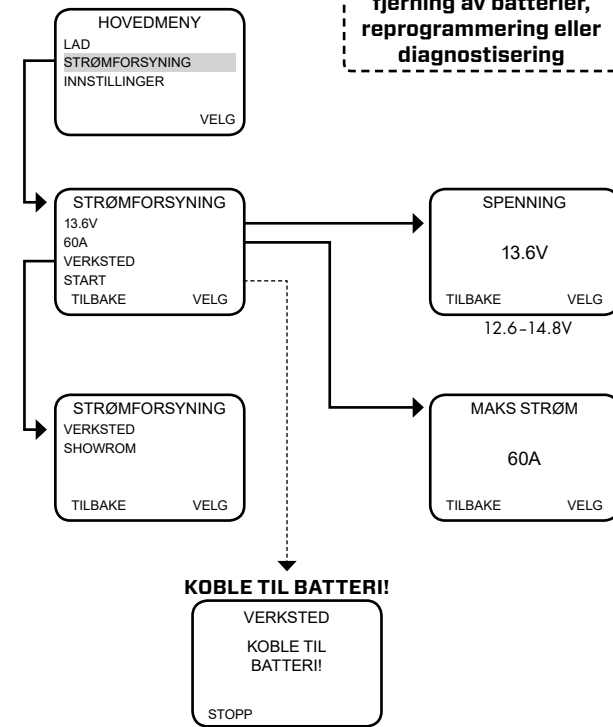 fjerning av batterier,
reprogrammering eller
diagnostisering
HOVEDMENY
LAD
STRØMFORSYNING
INNSTILLINGER
VELG
STRØMFORSYNING
13.6V
60A
VERKSTED
START
TILBAKE VELG
SPENNING
13.6V
TILBAKE VELG
12.6–14.8V
STRØMFORSYNING
VERKSTED
SHOWROM
TILBAKE VELG
MAKS STRØM
60A
TILBAKE VELG
KOBLE TIL BATTERI!
VERKSTED
KOBLE TIL
BATTERI!
STOPP